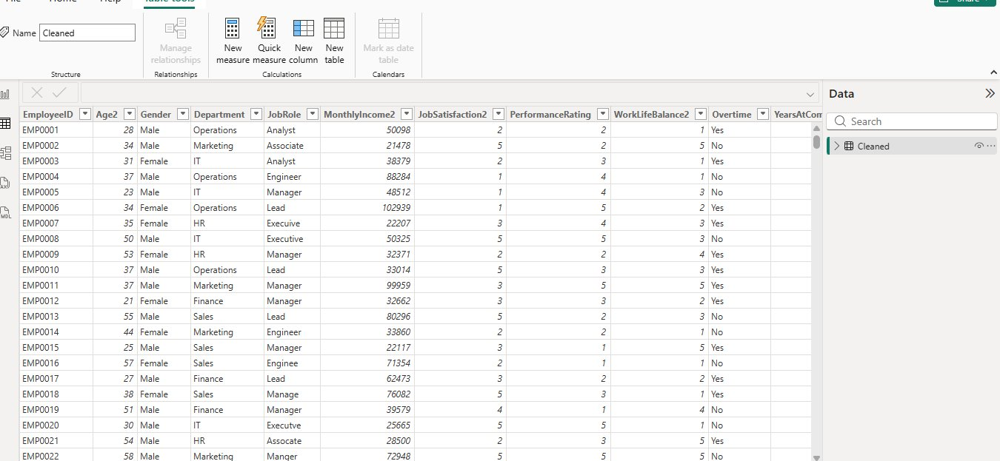 File Home Help Table tools Share
Name Cleaned
Manage relationships
New measure
Quick measure
New column
New table
Mark as date table
Structure Relationships Calculations Calendars
Data
Search
Cleaned
EmployeeID Age2 Gender Department JobRole MonthlyIncome2 JobSatisfaction2 PerformanceRating WorkLifeBalance2 Overtime YearsAtCom
EMP0001 28 Male Operations Analyst 50098 2 2 1 Yes
EMP0002 34 Male Marketing Associate 21478 5 2 5 No
EMP0003 31 Female IT Analyst 38379 2 3 1 Yes
EMP0004 37 Male Operations Engineer 88284 1 4 1 No
EMP0005 23 Male IT Manager 48512 1 4 3 No
EMP0006 34 Female Operations Lead 102939 1 5 2 Yes
EMP0007 35 Female HR Execuive 22207 3 4 3 Yes
EMP0008 50 Male IT Executive 50325 5 5 3 No
EMP0009 53 Female HR Manager 32371 2 2 4 Yes
EMP0010 37 Male Operations Lead 33014 5 3 3 Yes
EMP0011 37 Male Marketing Manager 99959 3 5 5 Yes
EMP0012 21 Female Finance Manager 32662 3 3 2 Yes
EMP0013 55 Male Sales Lead 80296 5 2 3 No
EMP0014 44 Female Marketing Engineer 33860 2 2 1 No
EMP0015 25 Male Sales Manager 22117 3 1 5 Yes
EMP0016 57 Female Sales Enginee 71354 2 1 1 No
EMP0017 27 Male Finance Lead 62473 3 2 2 Yes
EMP0018 38 Female Sales Manage 76082 5 3 1 Yes
EMP0019 51 Male Finance Manager 39579 4 1 4 No
EMP0020 30 Male IT Executve 25665 5 5 1 No
EMP0021 54 Male HR Assocate 28500 2 3 5 Yes
EMP0022 58 Male Marketing Manger 72948 5 5 5 No